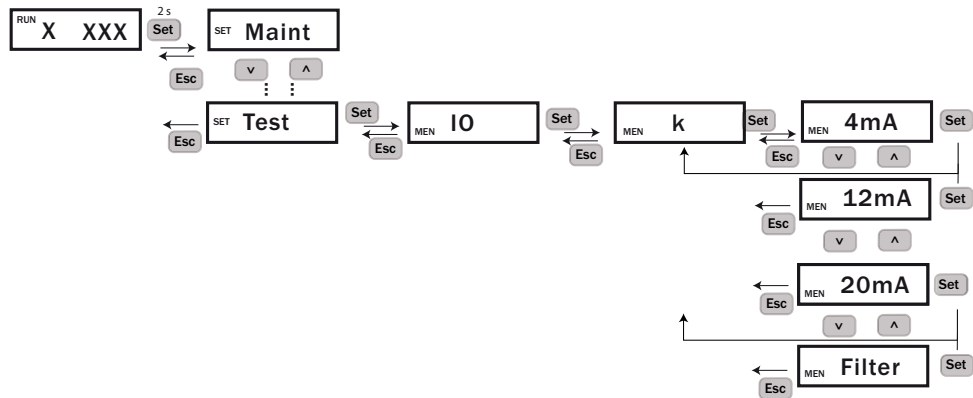 2 s
RUN X XXX Set SET Maint
Esc v ^
SET Test Set MEN IO Set MEN k Set MEN 4mA Set
Esc Esc Esc Esc v ^
MEN 12mA Set
Esc
v ^
MEN 20mA Set
Esc
v ^
MEN Filter Set
Esc